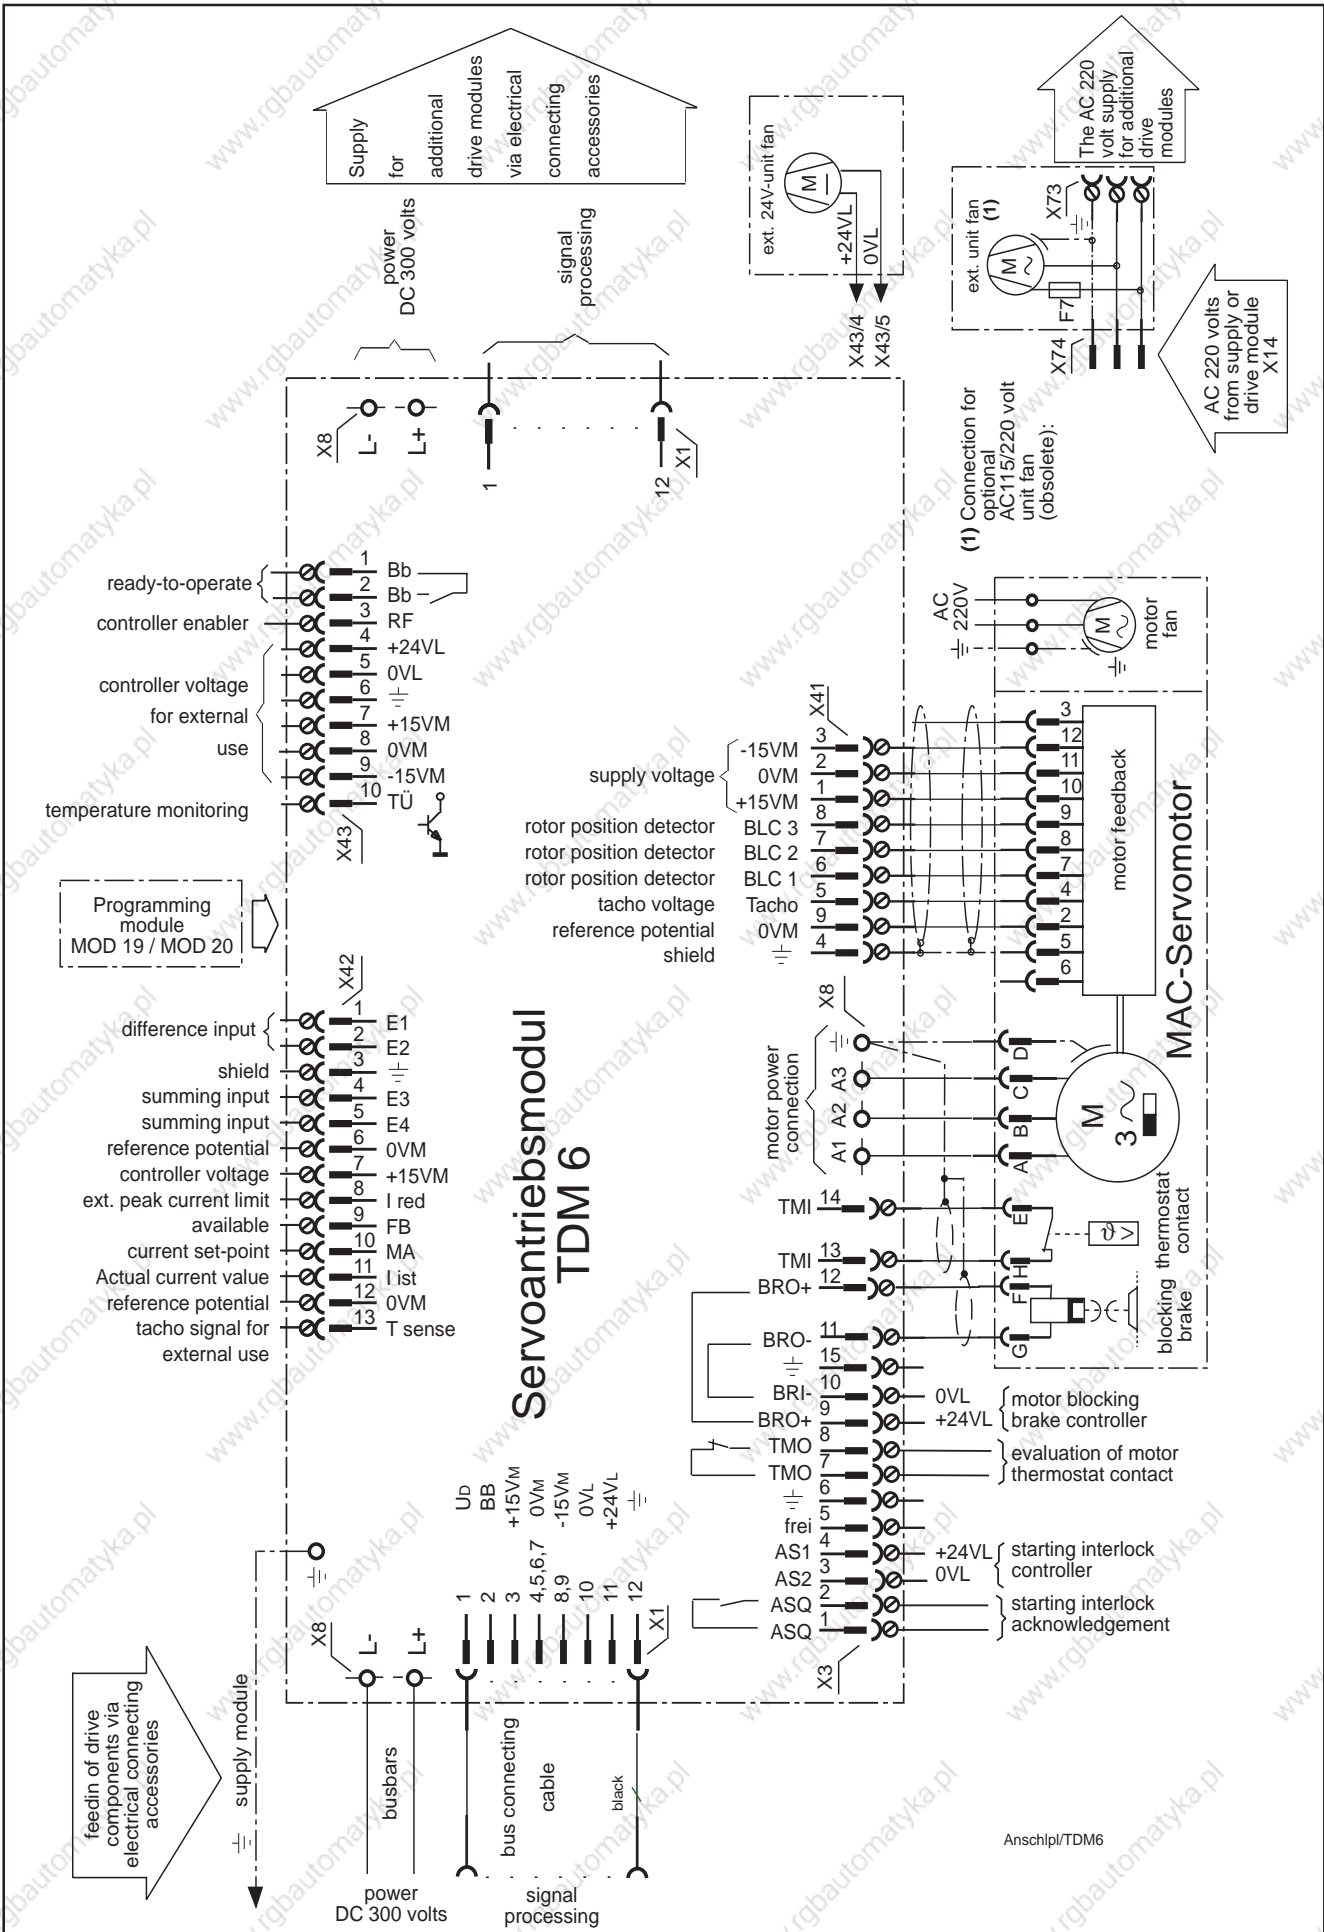 Supply
for
additional
drive modules
via electrical
connecting
accessories
power
DC 300 volts
signal
processing
X8
L-
L+
1
12
X1
ext. 24V-unit fan
M
+24VL
0VL
X43/4
X43/5
The AC 220
volt supply
for additional
drive
modules
ext. unit fan
(1)
X73
M
F7
X74
AC 220 volts
from supply or
drive module
X14
(1) Connection for
optional
AC115/220 volt
unit fan
(obsolete):
ready-to-operate
1 Bb
2 Bb
controller enabler 3 RF
controller voltage
for external
use
4 +24VL
5 0VL
6
7 +15VM
8 0VM
9 -15VM
temperature monitoring 10 TÜ
X43
Programming
module
MOD 19 / MOD 20
X42
difference input
1 E1
2 E2
shield 3
summing input 4 E3
summing input 5 E4
reference potential 6 0VM
controller voltage 7 +15VM
ext. peak current limit 8 I red
available 9 FB
current set-point 10 MA
Actual current value 11 I ist
reference potential 12 0VM
tacho signal for 13 T sense
external use
Servoantriebsmodul
TDM 6
X41
supply voltage
-15VM 3
0VM 2
+15VM 1
rotor position detector BLC 3 8
rotor position detector BLC 2 7
rotor position detector BLC 1 6
tacho voltage Tacho 5
reference potential 0VM 9
shield 4
AC
220V
M
motor
fan
3
12
11
10
9
8
7
4
2
5
6
motor feedback
MAC-Servomotor
X8
motor power
connection
A3
A2
A1
D
C
B
A
M
3
TMI 14
E
TMI 13
H
BRO+ 12
F
BRO- 11
G
ϑ >
thermostat
contact
blocking
brake
15
BRI- 10 0VL
BRO+ 9 +24VL
motor blocking
brake controller
TMO 8
TMO 7
evaluation of motor
thermostat contact
6
frei 5
AS1 4 +24VL
AS2 3 0VL
starting interlock
controller
ASQ 2
ASQ 1
starting interlock
acknowledgement
X3
UD
BB
+15VM
0VM
-15VM
0VL
+24VL
1
2
3
4,5,6,7
8,9
10
11
12
X1
X8
L-
L+
feedin of drive
components via
electrical connecting
accessories
supply module
busbars
bus connecting
cable
black
power
DC 300 volts
signal
processing
Anschlpl/TDM6
www.rgbautomatyka.pl